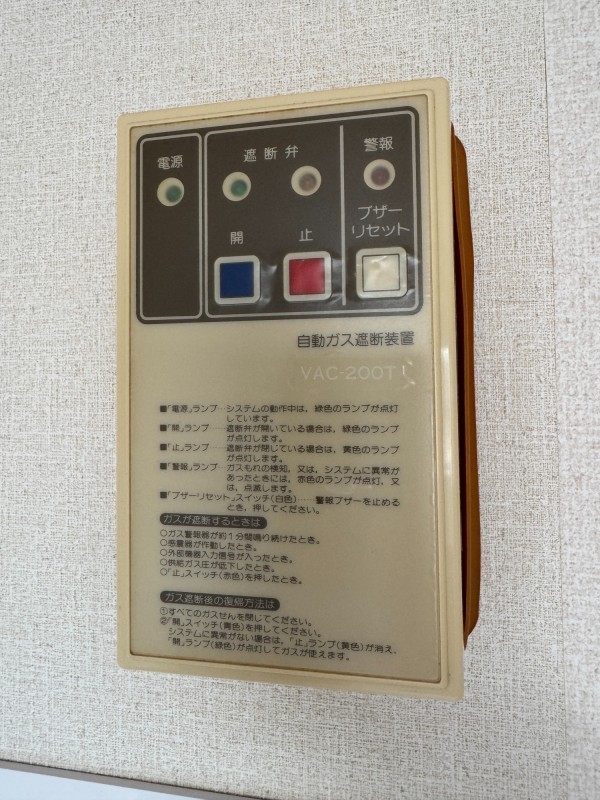 電源
遮断弁
警報
開
止
ブザー
リセット
自動ガス遮断装置
VAC-200T
■「電源」ランプ…システムの動作中は、緑色のランプが点灯
しています。
■「開」ランプ……遮断弁が開いている場合は、緑色のランプ
が点灯します。
■「止」ランプ……遮断弁が閉じている場合は、黄色のランプ
が点灯します。
■「警報」ランプ…ガスもれの検知、又は、システムに異常が
あったときには、赤色のランプが点灯、又
は、点滅します。
■「ブザーリセット」スイッチ(白色)……警報ブザーを止める
とき、押してください。
ガスが遮断するときは
○ガス警報器が約1分間鳴り続けたとき。
○感震器が作動したとき。
○外部機器入力信号が入ったとき。
○供給ガス圧が低下したとき。
○「止」スイッチ(赤色)を押したとき。
ガス遮断後の復帰方法は
①すべてのガスせんを閉じてください。
②「開」スイッチ(青色)を押してください。
システムに異常がない場合は、「止」ランプ(黄色)が消え、
「開」ランプ(緑色)が点灯してガスが使えます。